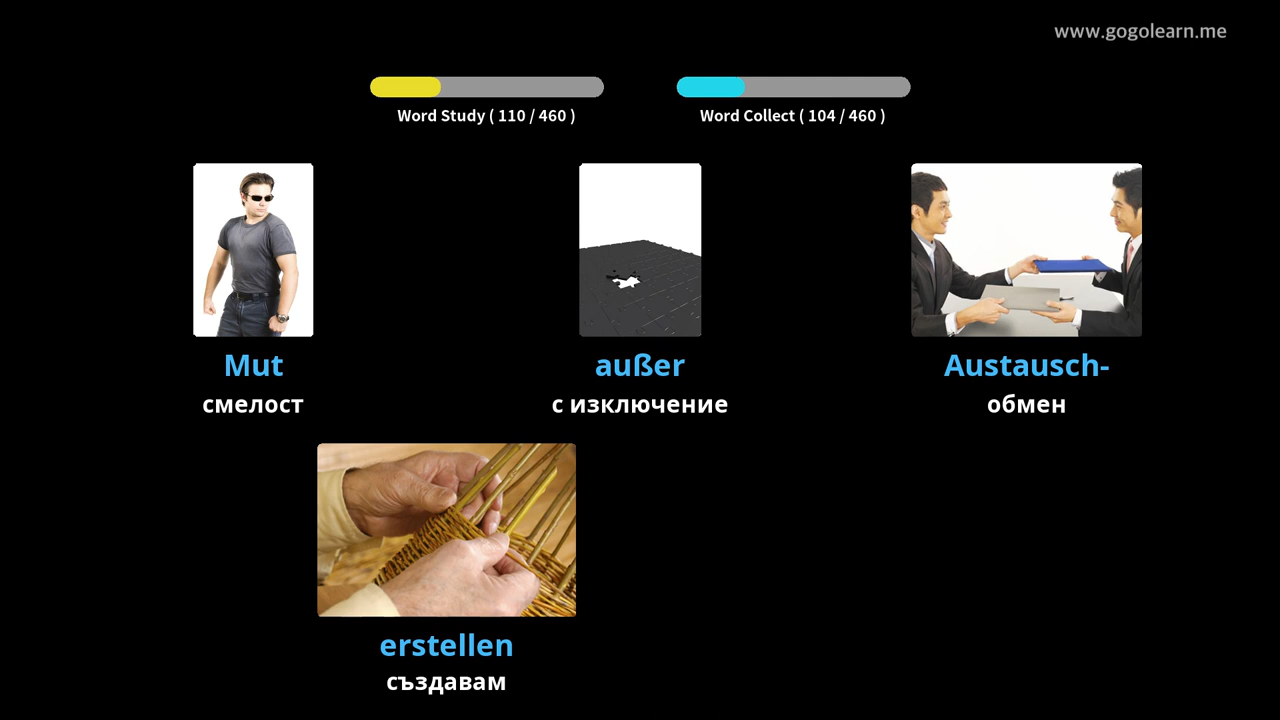 www.gogolearn.me
Word Study ( 110 / 460 )
Word Collect ( 104 / 460 )
Mut
смелост
außer
с изключение
Austausch-
обмен
erstellen
създавам